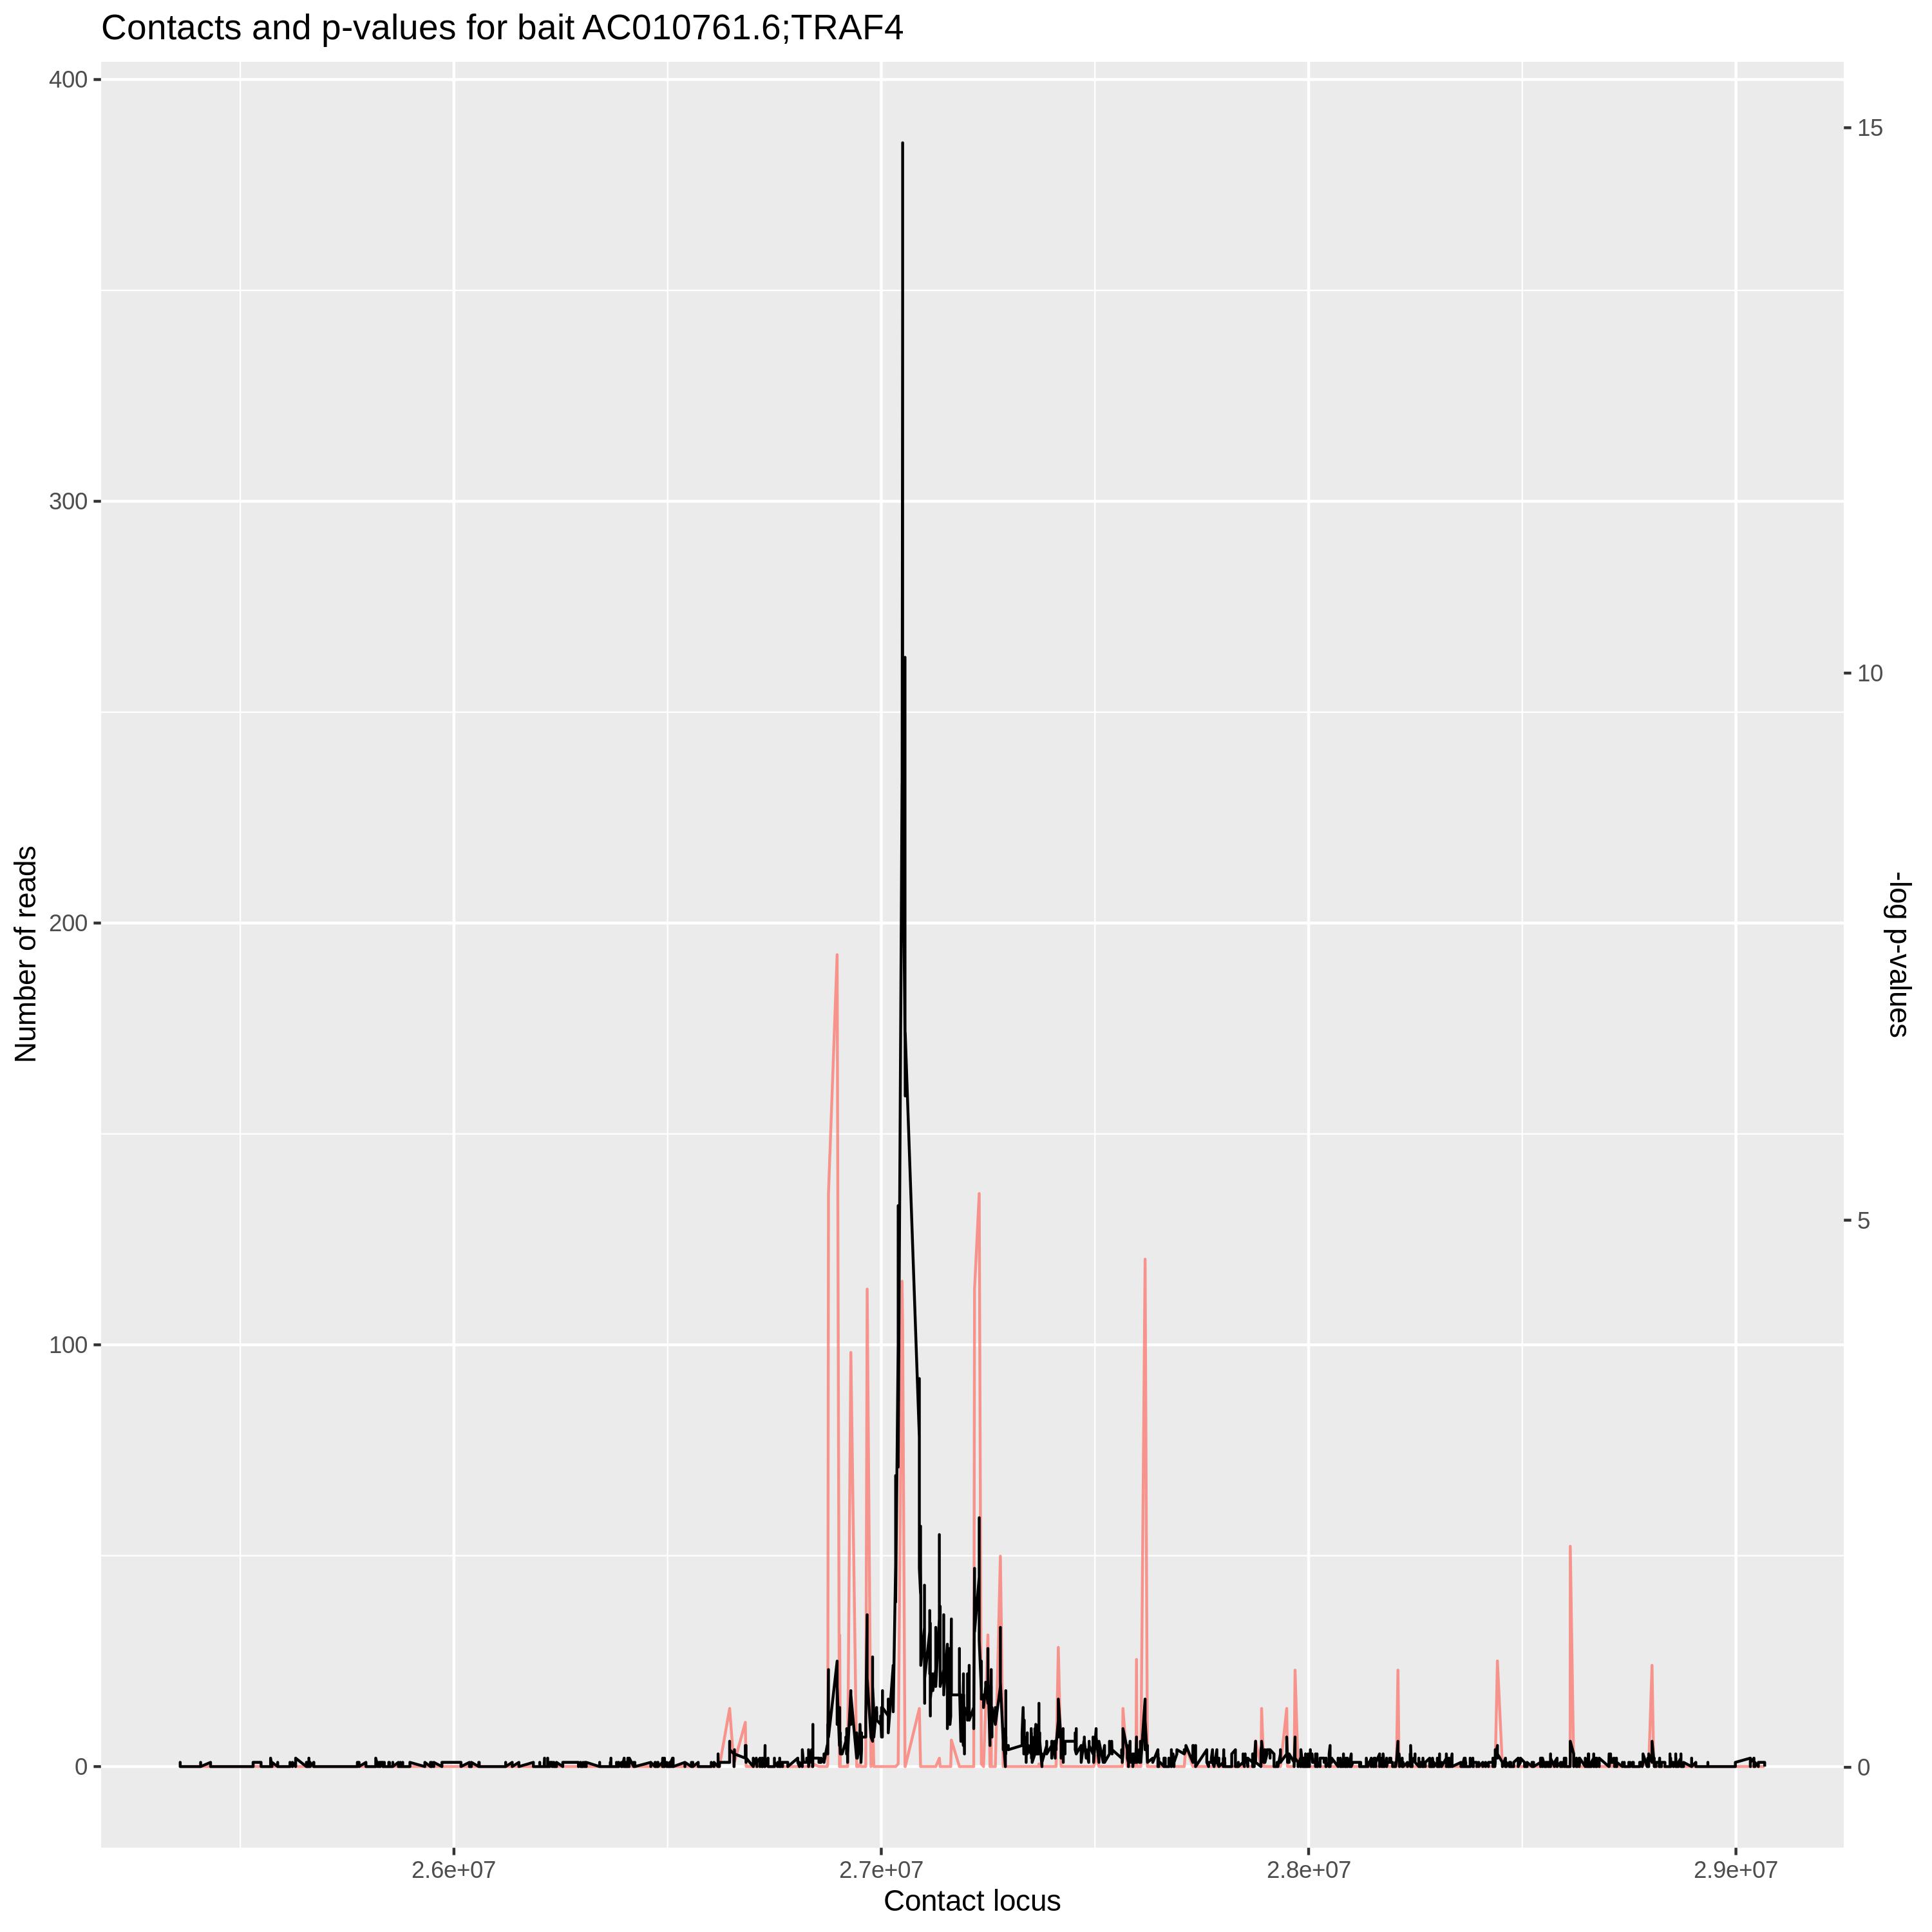 Contacts and p-values for bait AC010761.6;TRAF4
400
300
200
100
0
Number of reads
15
10
5
0
-log p-values
2.6e+07
2.7e+07
2.8e+07
2.9e+07
Contact locus